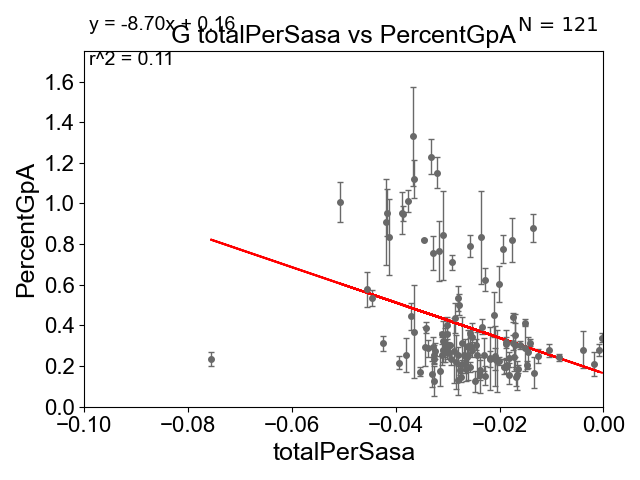 y = -8.70x + 0.16
N = 121
G totalPerSasa vs PercentGpA
r^2 = 0.11
PercentGpA
1.6
1.4
1.2
1.0
0.8
0.6
0.4
0.2
0.0
−0.10
−0.08
−0.06
−0.04
−0.02
0.00
totalPerSasa